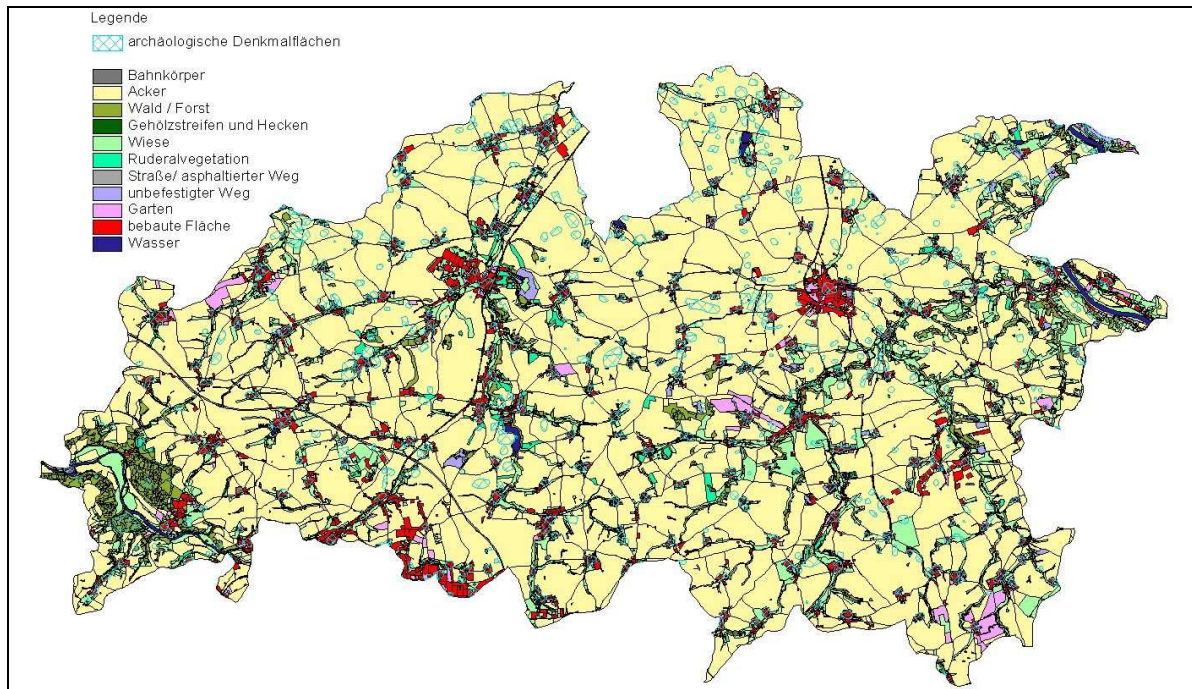 Legende
archäologische Denkmalflächen
Bahnkörper
Acker
Wald / Forst
Gehölzstreifen und Hecken
Wiese
Ruderalvegetation
Straße/ asphaltierter Weg
unbefestigter Weg
Garten
bebaute Fläche
Wasser